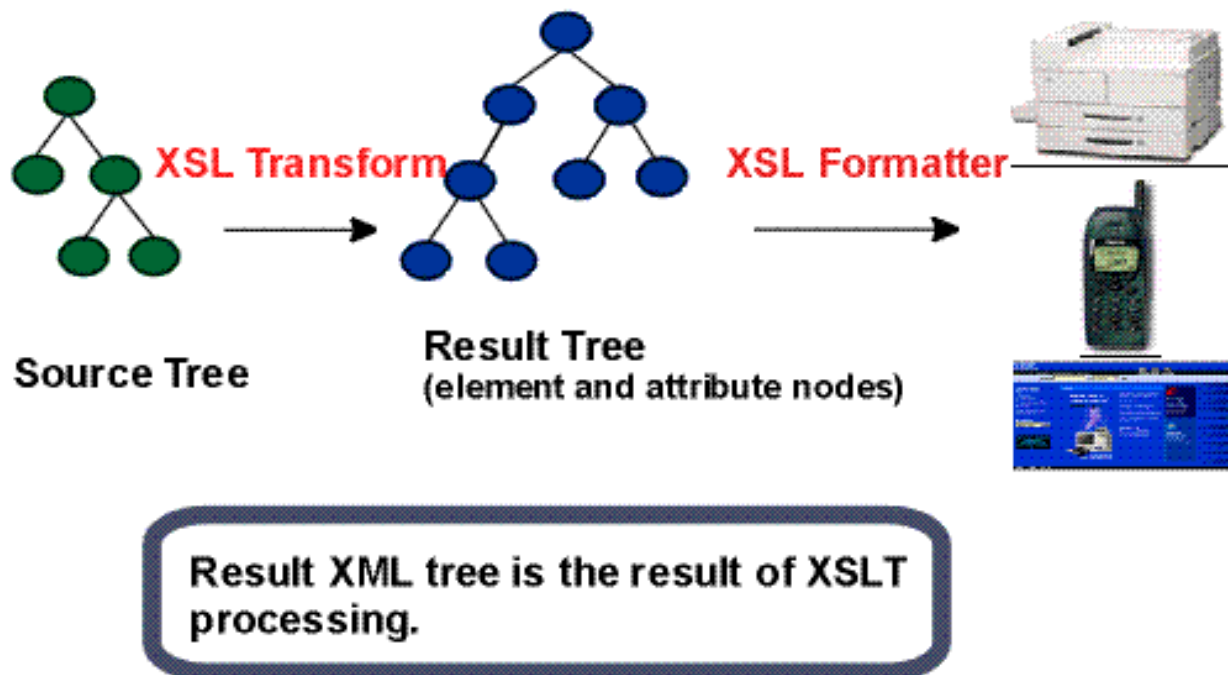 XSL Transform
XSL Formatter
Source Tree
Result Tree
(element and attribute nodes)
Result XML tree is the result of XSLT
processing.